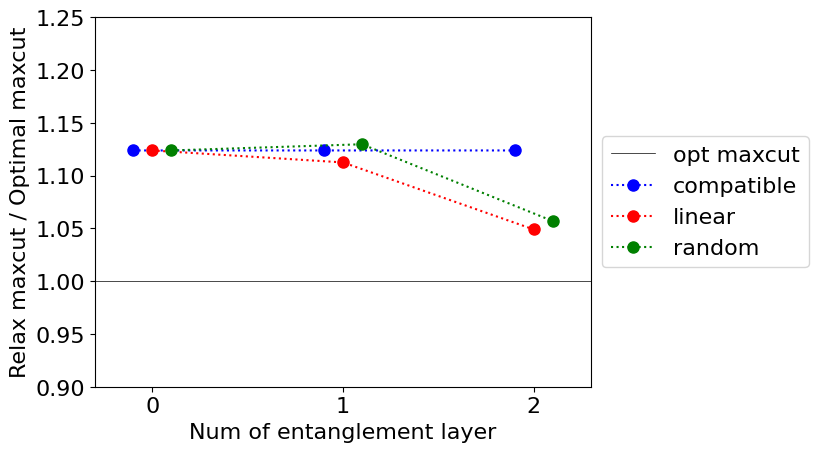 Relax maxcut / Optimal maxcut
1.25
1.20
1.15
1.10
1.05
1.00
0.95
0.90
0
1
2
Num of entanglement layer
opt maxcut
compatible
linear
random